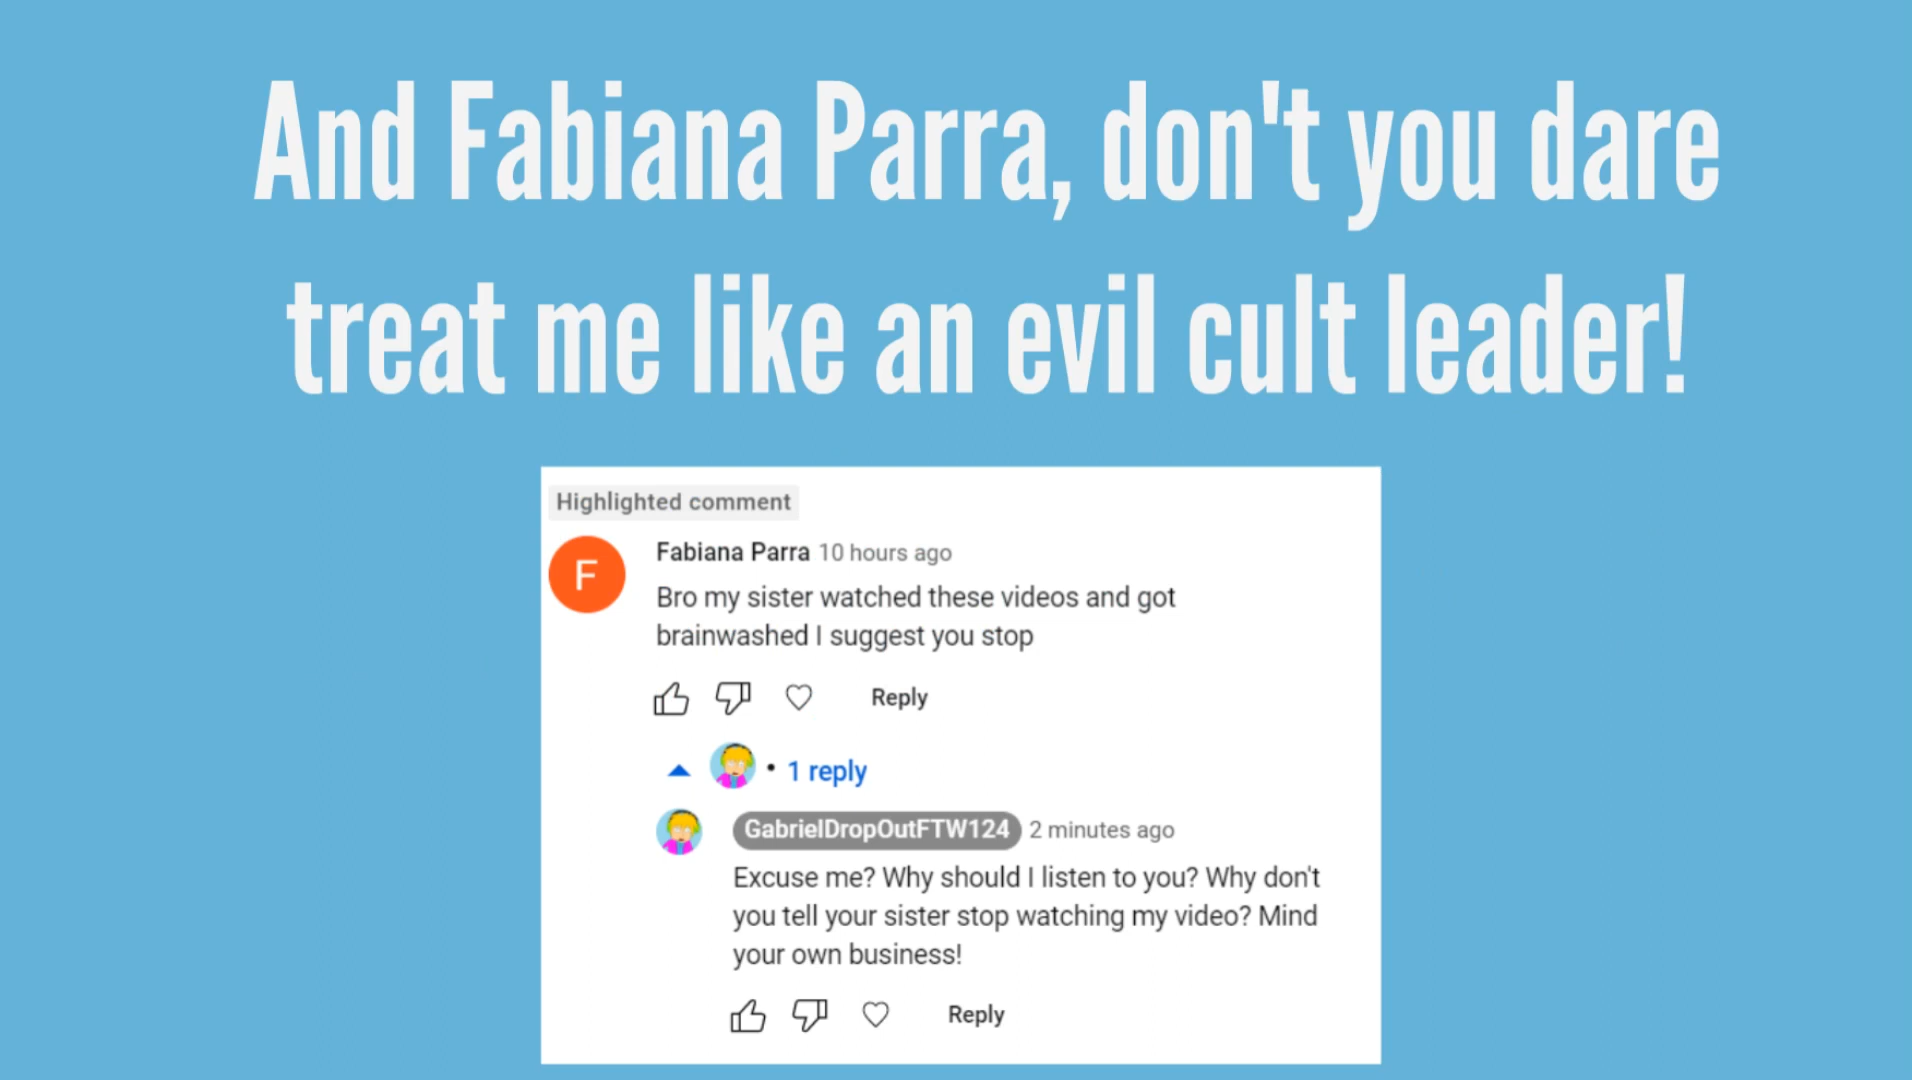 And Fabiana Parra, don't you dare
treat me like an evil cult leader!
Highlighted comment
F
Fabiana Parra 10 hours ago
Bro my sister watched these videos and got
brainwashed I suggest you stop
Reply
• 1 reply
GabrielDropOutFTW124 2 minutes ago
Excuse me? Why should I listen to you? Why don't
you tell your sister stop watching my video? Mind
your own business!
Reply